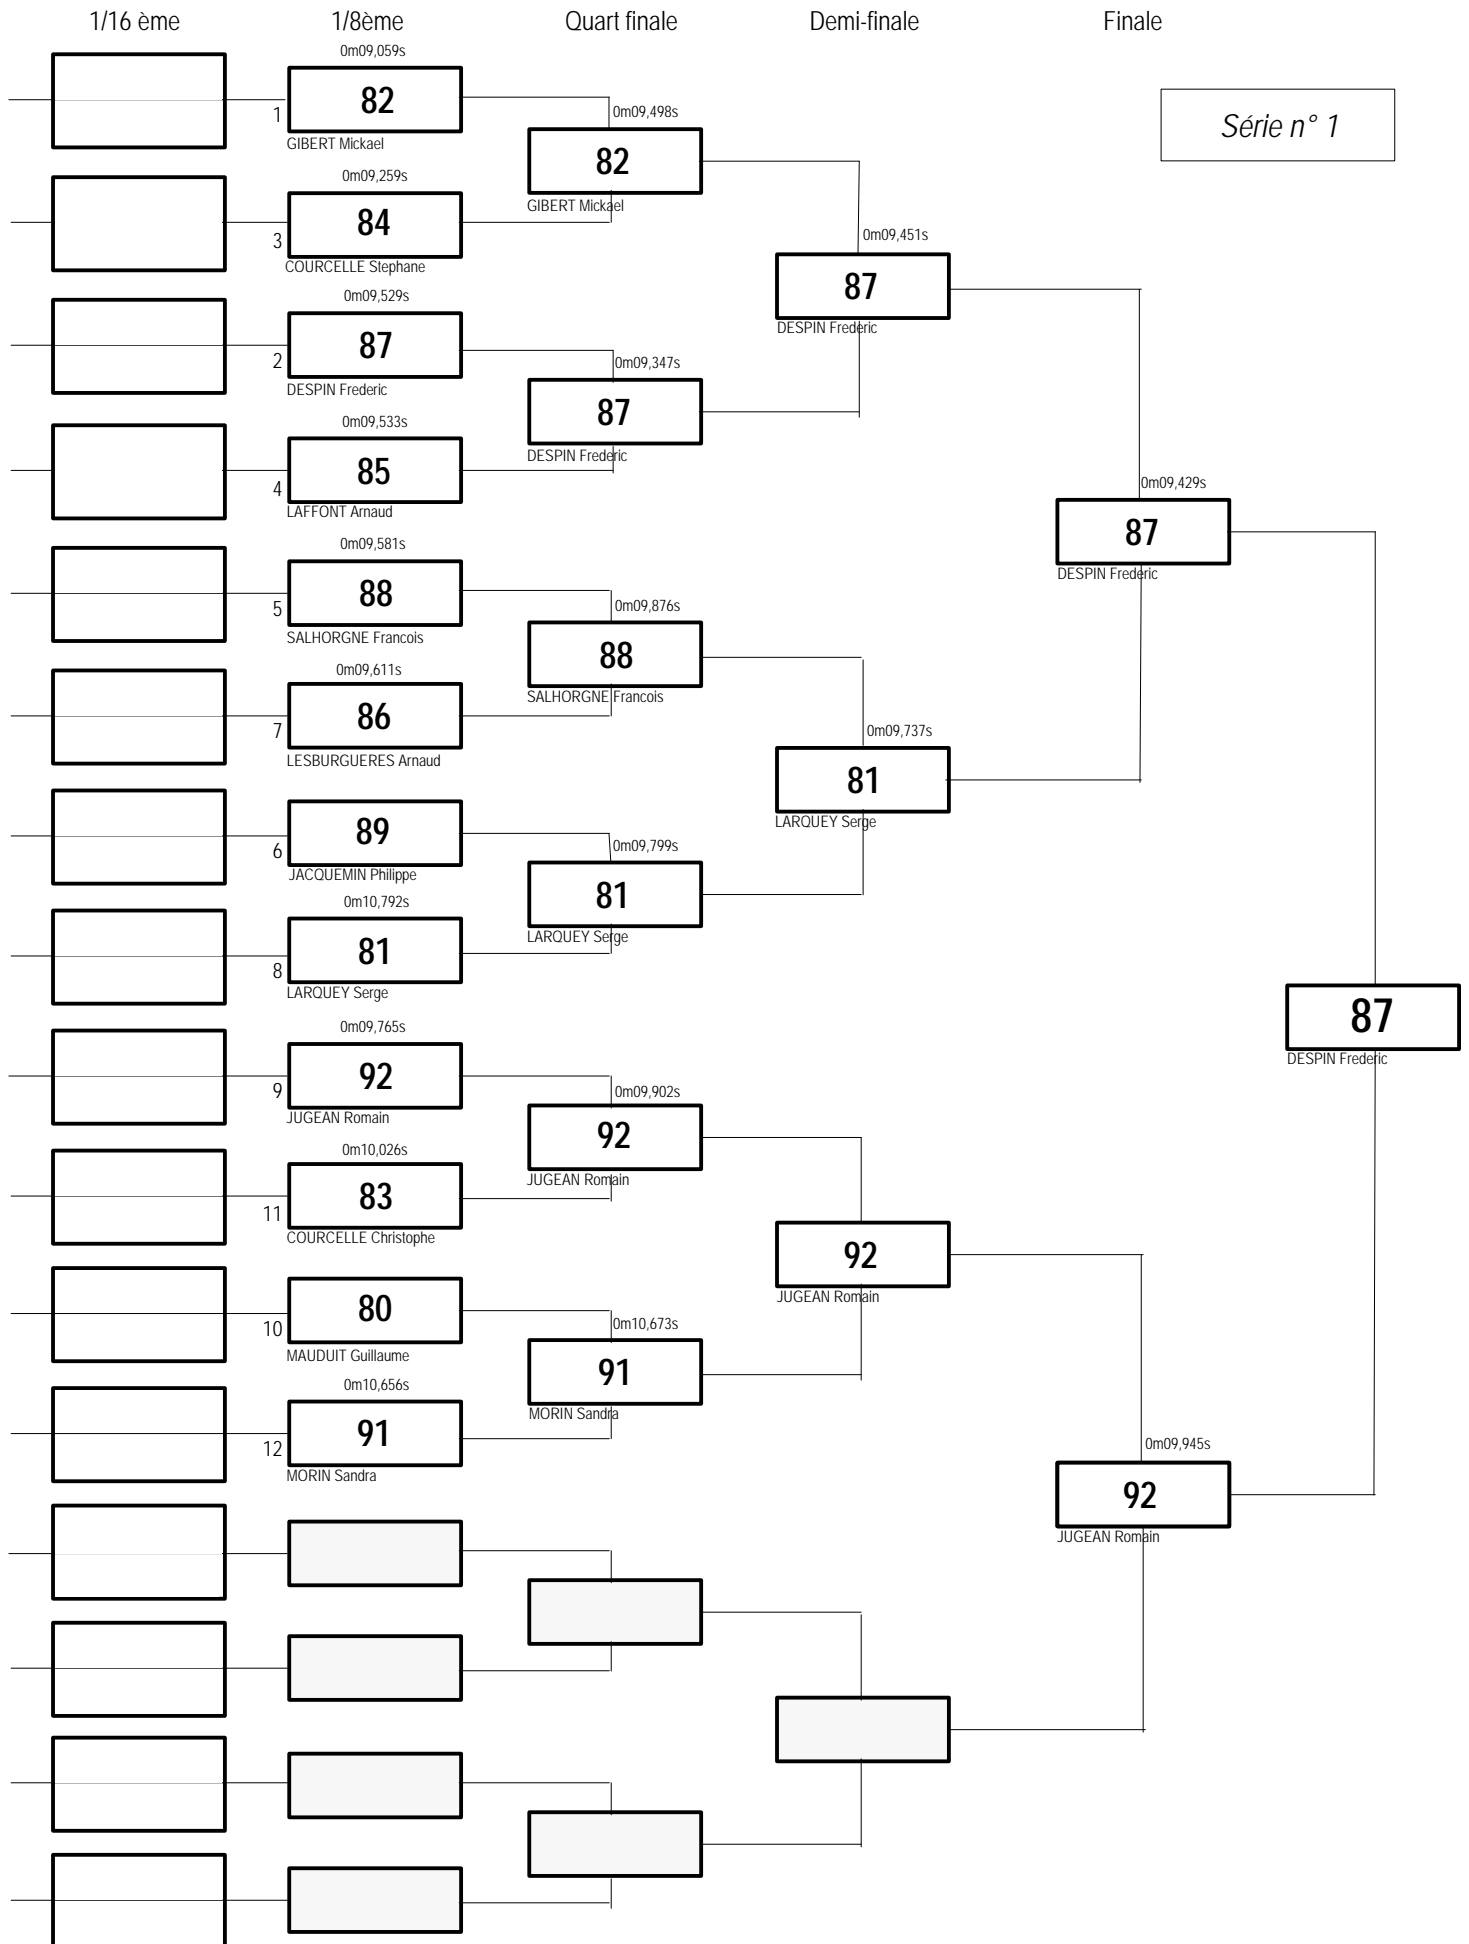 1/16 ème
1/8ème
Quart finale
Demi-finale
Finale
Série n° 1
0m09,059s
82
1
GIBERT Mickael
0m09,259s
84
3
COURCELLE Stephane
0m09,529s
87
2
DESPIN Frederic
0m09,533s
85
4
LAFFONT Arnaud
0m09,581s
88
5
SALHORGNE Francois
0m09,611s
86
7
LESBURGUERES Arnaud
89
6
JACQUEMIN Philippe
0m10,792s
81
8
LARQUEY Serge
0m09,765s
92
9
JUGEAN Romain
0m10,026s
83
11
COURCELLE Christophe
80
10
MAUDUIT Guillaume
0m10,656s
91
12
MORIN Sandra
0m09,498s
82
GIBERT Mickael
0m09,347s
87
DESPIN Frederic
0m09,876s
88
SALHORGNE Francois
0m09,799s
81
LARQUEY Serge
0m09,902s
92
JUGEAN Romain
0m10,673s
91
MORIN Sandra
0m09,451s
87
DESPIN Frederic
0m09,737s
81
LARQUEY Serge
92
JUGEAN Romain
0m09,429s
87
DESPIN Frederic
0m09,945s
92
JUGEAN Romain
87
DESPIN Frederic